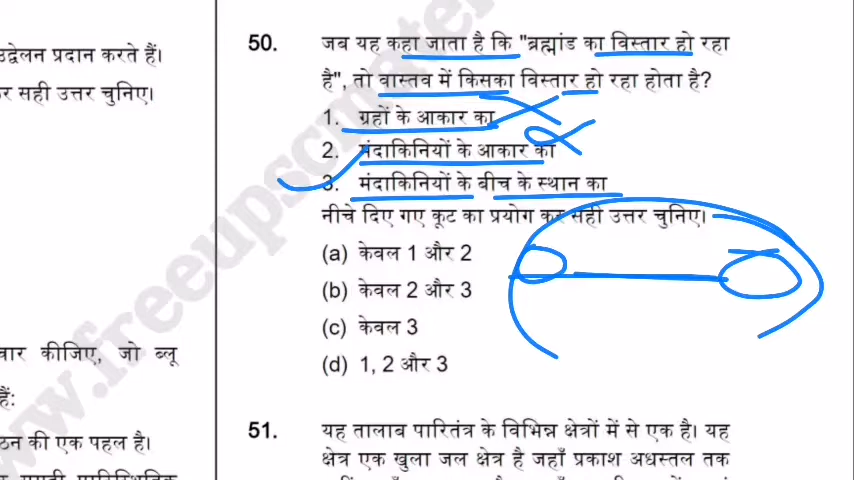 उद्वेलन प्रदान करते हैं।
र सही उत्तर चुनिए।
50. जब यह कहा जाता है कि "ब्रह्मांड का विस्तार हो रहा
है", तो वास्तव में किसका विस्तार हो रहा होता है?
1. ग्रहों के आकार का
2. मंदाकिनियों के आकार का
3. मंदाकिनियों के बीच के स्थान का
नीचे दिए गए कूट का प्रयोग कर सही उत्तर चुनिए।
(a) केवल 1 और 2
(b) केवल 2 और 3
(c) केवल 3
(d) 1, 2 और 3
चार कीजिए, जो ब्लू
हैं:
ठन की एक पहल है।
51. यह तालाब पारितंत्र के विभिन्न क्षेत्रों में से एक है। यह
क्षेत्र एक खुला जल क्षेत्र है जहाँ प्रकाश अधस्तल तक
www.freeupscmate